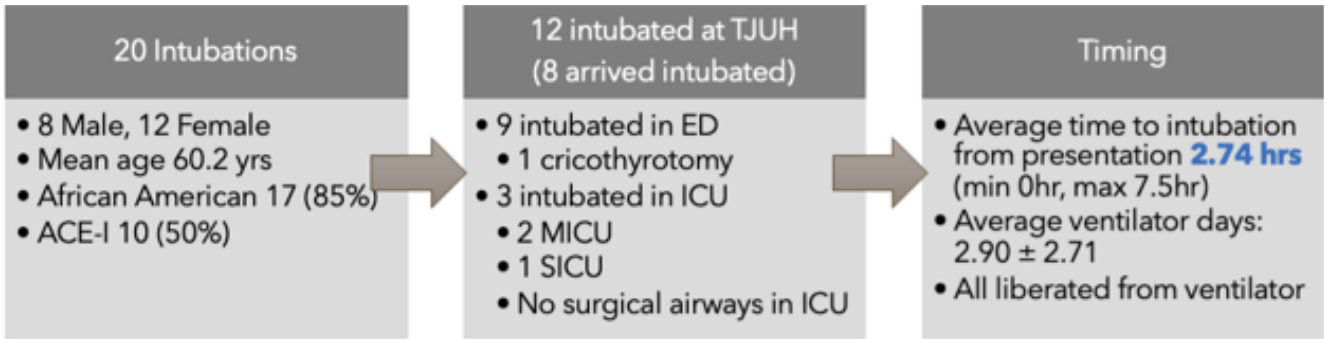 20 Intubations
• 8 Male, 12 Female
• Mean age 60.2 yrs
• African American 17 (85%)
• ACE-I 10 (50%)
12 intubated at TJUH
(8 arrived intubated)
• 9 intubated in ED
• 1 cricothyrotomy
• 3 intubated in ICU
• 2 MICU
• 1 SICU
• No surgical airways in ICU
Timing
• Average time to intubation
from presentation 2.74 hrs
(min 0hr, max 7.5hr)
• Average ventilator days:
2.90 ± 2.71
• All liberated from ventilator